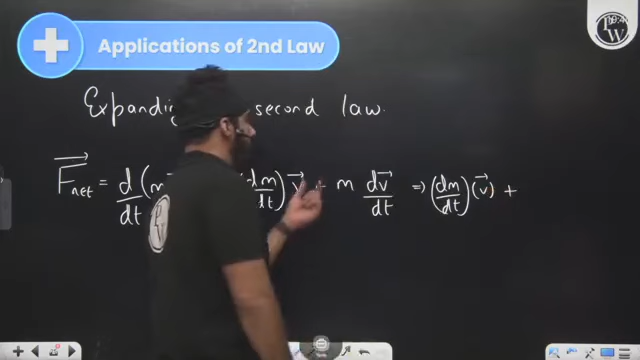 Applications of 2nd Law
P
W
Expandi second law.
F⃗net = d/dt (m (dm/dt) v⃗ + m dv⃗/dt ⇒ (dm/dt)(v⃗) +